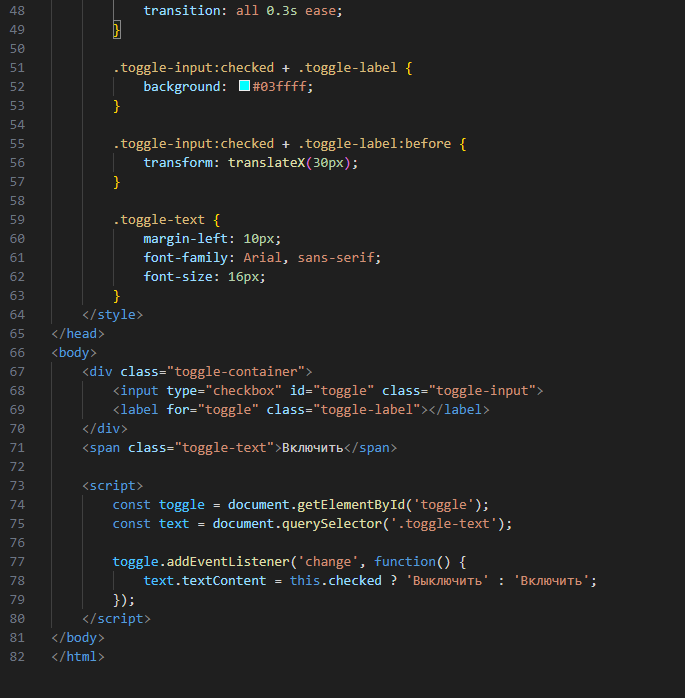 48 transition: all 0.3s ease;
49 }
50
51 .toggle-input:checked + .toggle-label {
52 background: #03ffff;
53 }
54
55 .toggle-input:checked + .toggle-label:before {
56 transform: translateX(30px);
57 }
58
59 .toggle-text {
60 margin-left: 10px;
61 font-family: Arial, sans-serif;
62 font-size: 16px;
63 }
64 </style>
65 </head>
66 <body>
67 <div class="toggle-container">
68 <input type="checkbox" id="toggle" class="toggle-input">
69 <label for="toggle" class="toggle-label"></label>
70 </div>
71 <span class="toggle-text">Включить</span>
72
73 <script>
74 const toggle = document.getElementById('toggle');
75 const text = document.querySelector('.toggle-text');
76
77 toggle.addEventListener('change', function() {
78 text.textContent = this.checked ? 'Выключить' : 'Включить';
79 });
80 </script>
81 </body>
82 </html>